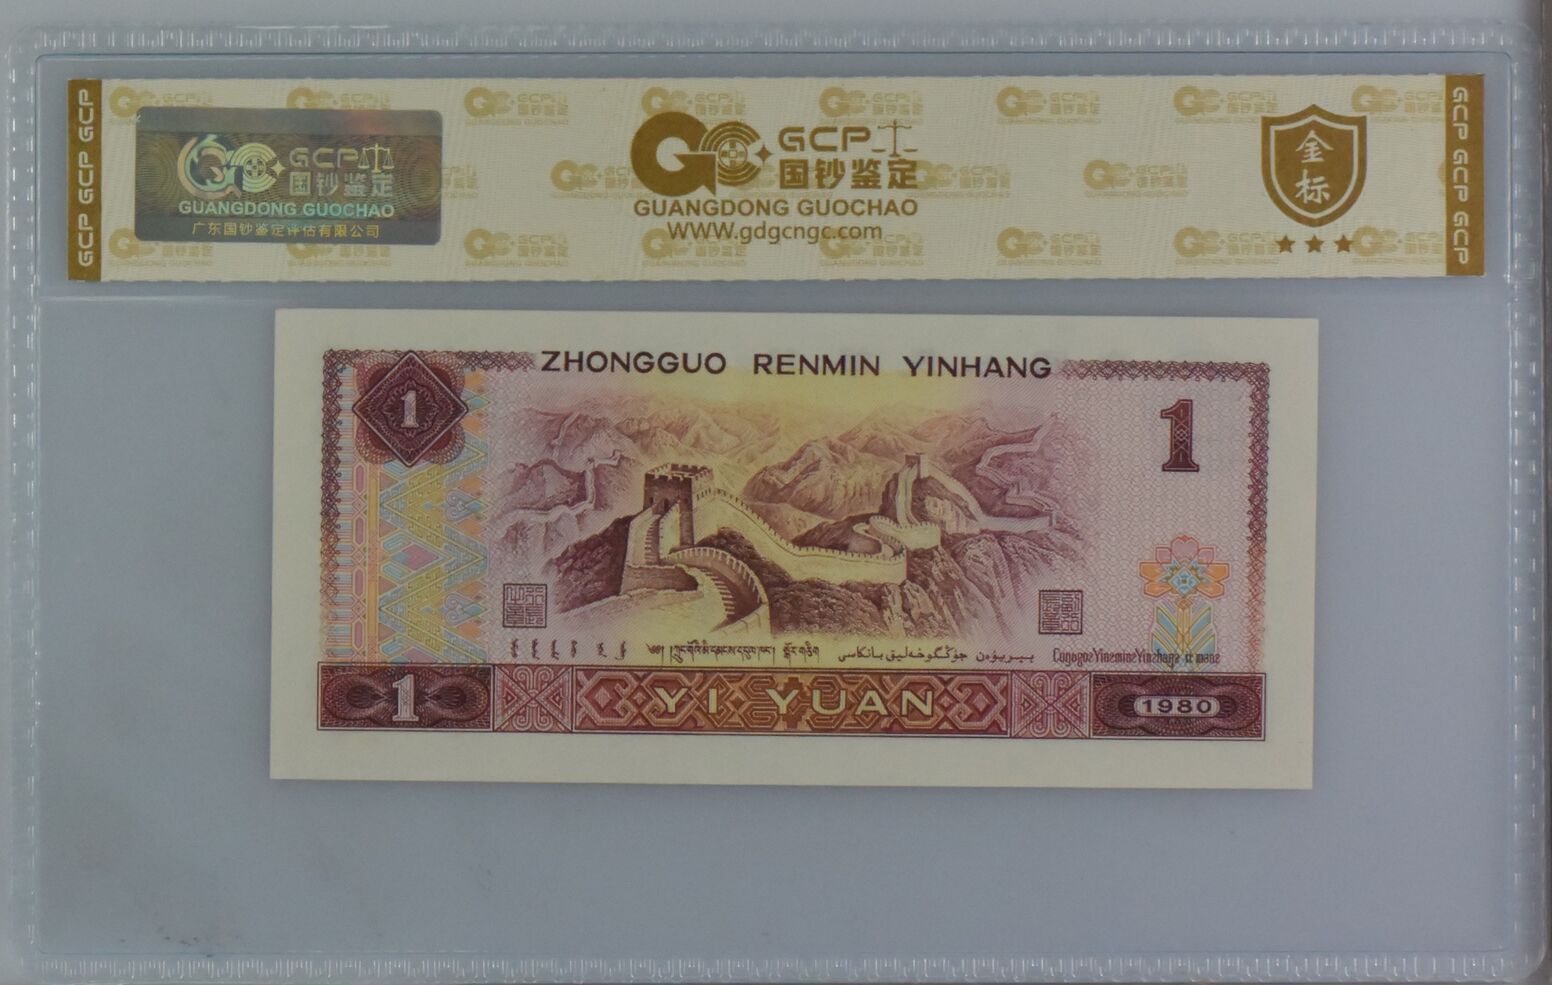 GCP GCP GCP
GCP
国钞鉴定
GUANGDONG GUOCHAO
广东国钞鉴定评估有限公司
GCP
国钞鉴定
GUANGDONG GUOCHAO
WWW.gdgcngc.com
金
标
GCP GCP GCP
ZHONGGUO RENMIN YINHANG
1
1
1
YI YUAN
1980